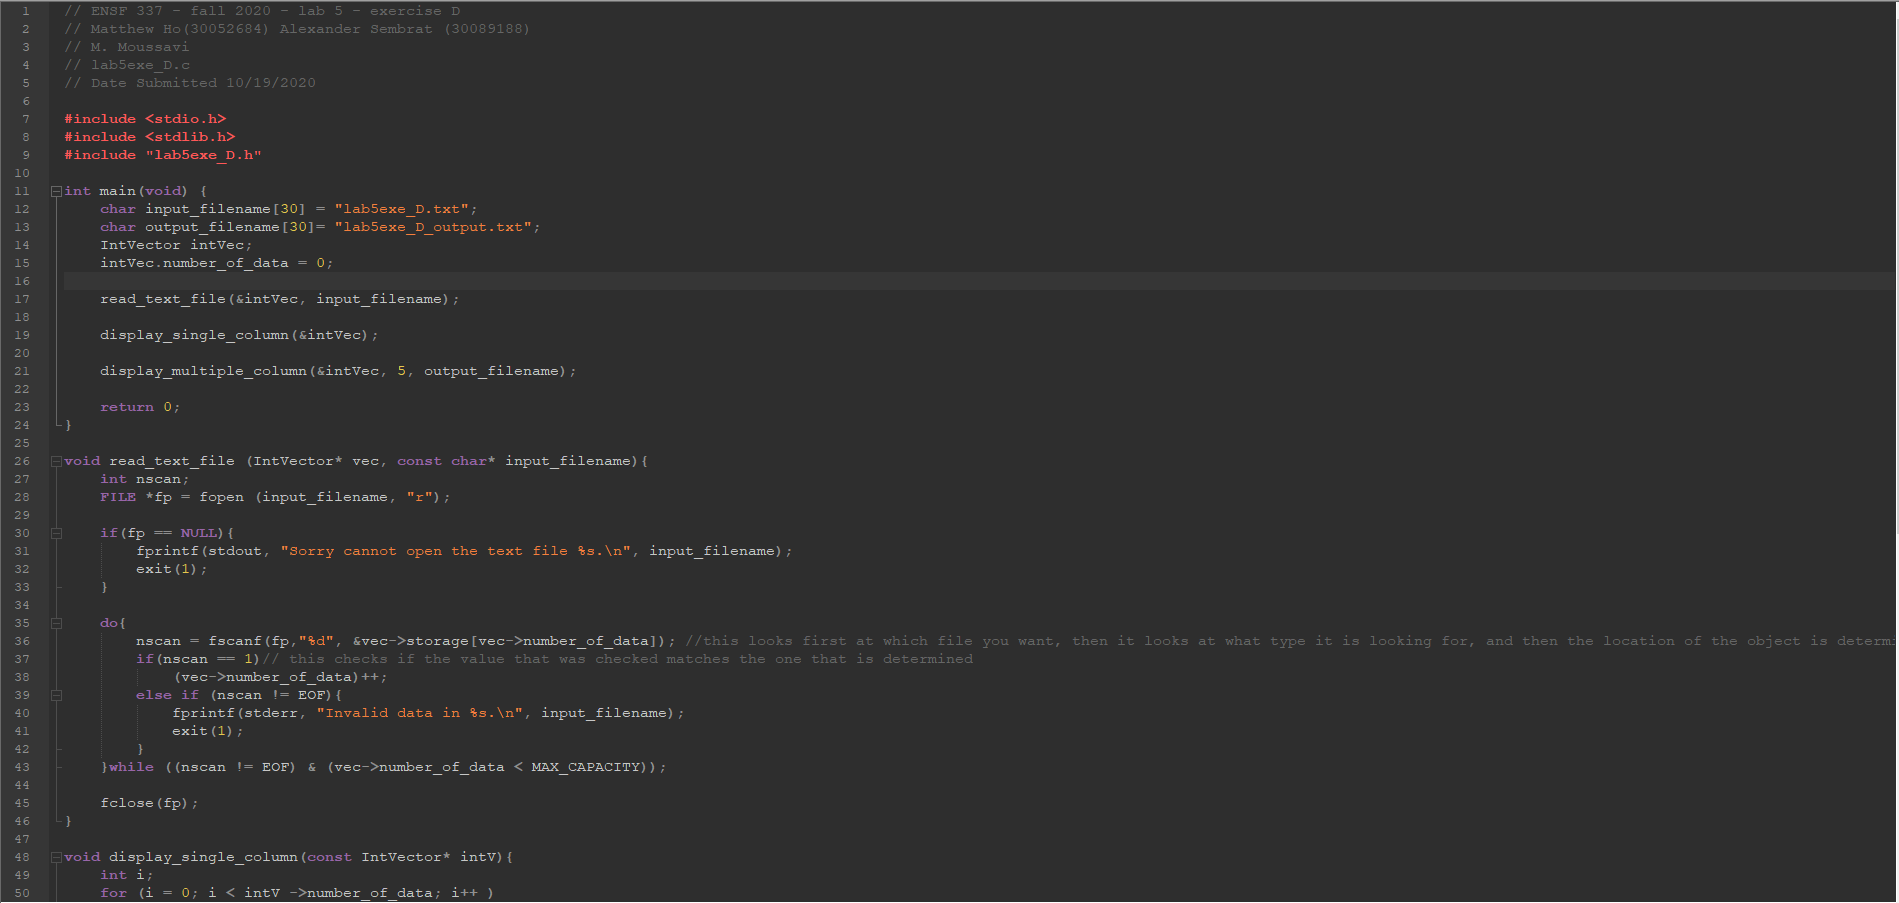 1 // ENSF 337 - fall 2020 - lab 5 - exercise D
2 // Matthew Ho(30052684) Alexander Sembrat (30089188)
3 // M. Moussavi
4 // lab5exe_D.c
5 // Date Submitted 10/19/2020
6
7 #include <stdio.h>
8 #include <stdlib.h>
9 #include "lab5exe_D.h"
10
11 int main(void) {
12     char input_filename[30] = "lab5exe_D.txt";
13     char output_filename[30]= "lab5exe_D_output.txt";
14     IntVector intVec;
15     intVec.number_of_data = 0;
16
17     read_text_file(&intVec, input_filename);
18
19     display_single_column(&intVec);
20
21     display_multiple_column(&intVec, 5, output_filename);
22
23     return 0;
24 }
25
26 void read_text_file (IntVector* vec, const char* input_filename){
27     int nscan;
28     FILE *fp = fopen (input_filename, "r");
29
30     if(fp == NULL){
31         fprintf(stdout, "Sorry cannot open the text file %s.\n", input_filename);
32         exit(1);
33     }
34
35     do{
36         nscan = fscanf(fp,"%d", &vec->storage[vec->number_of_data]); //this looks first at which file you want, then it looks at what type it is looking for, and then the location of the object is determi
37         if(nscan == 1)// this checks if the value that was checked matches the one that is determined
38             (vec->number_of_data)++;
39         else if (nscan != EOF){
40             fprintf(stderr, "Invalid data in %s.\n", input_filename);
41             exit(1);
42         }
43     }while ((nscan != EOF) & (vec->number_of_data < MAX_CAPACITY));
44
45     fclose(fp);
46 }
47
48 void display_single_column(const IntVector* intV){
49     int i;
50     for (i = 0; i < intV ->number_of_data; i++ )